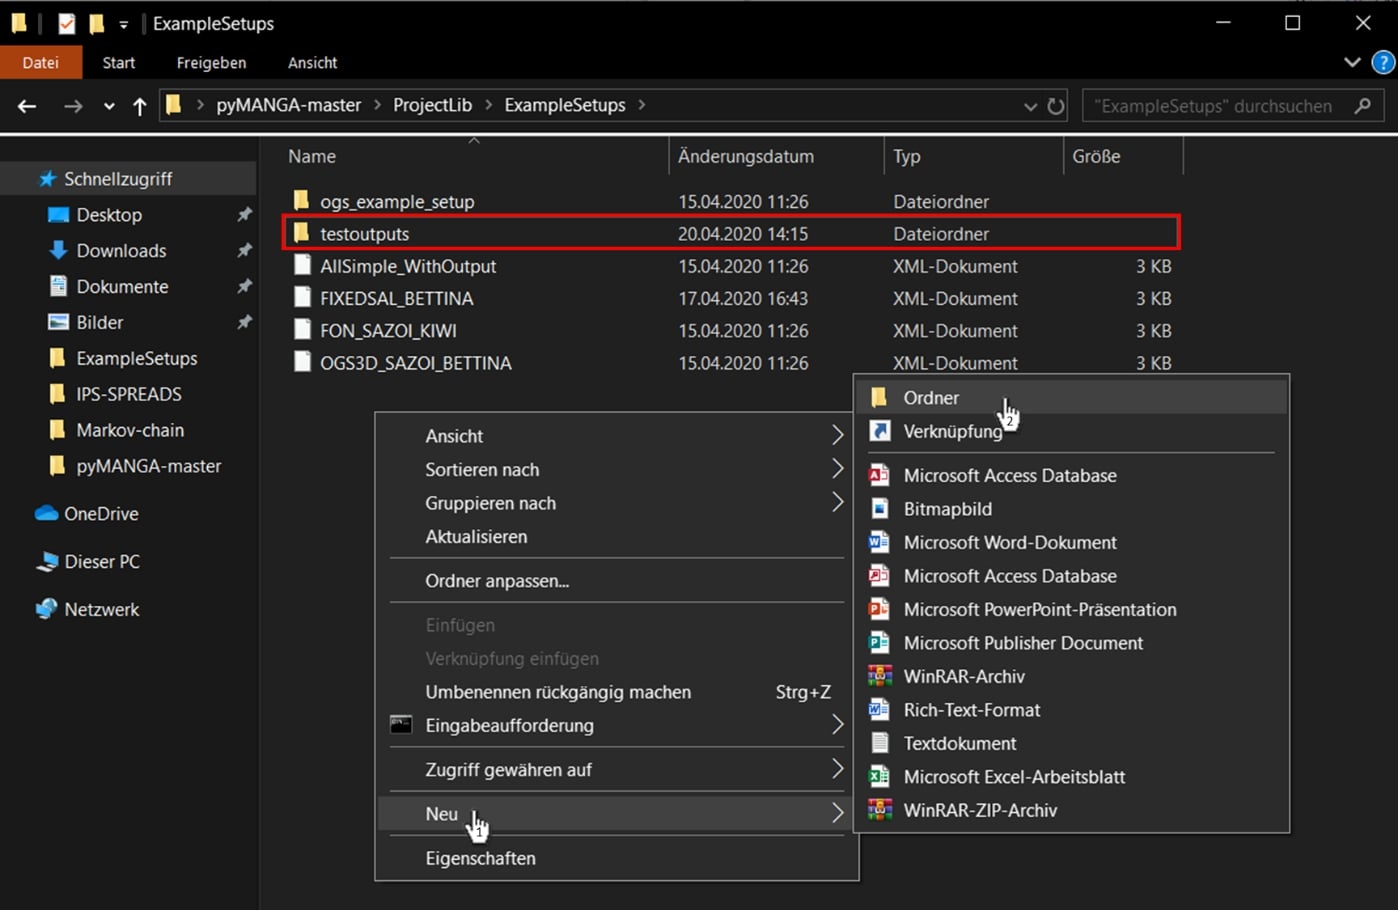 ExampleSetups
Datei Start Freigeben Ansicht ?
pyMANGA-master ProjectLib ExampleSetups "ExampleSetups" durchsuchen
Name Änderungsdatum Typ Größe
Schnellzugriff
Desktop
Downloads
Dokumente
Bilder
ExampleSetups
IPS-SPREADS
Markov-chain
pyMANGA-master
OneDrive
Dieser PC
Netzwerk
ogs_example_setup 15.04.2020 11:26 Dateiordner
testoutputs 20.04.2020 14:15 Dateiordner
AllSimple_WithOutput 15.04.2020 11:26 XML-Dokument 3 KB
FIXEDSAL_BETTINA 17.04.2020 16:43 XML-Dokument 3 KB
FON_SAZOI_KIWI 15.04.2020 11:26 XML-Dokument 3 KB
OGS3D_SAZOI_BETTINA 15.04.2020 11:26 XML-Dokument 3 KB
Ansicht
Sortieren nach
Gruppieren nach
Aktualisieren
Ordner anpassen...
Einfügen
Verknüpfung einfügen
Umbenennen rückgängig machen Strg+Z
Eingabeaufforderung
Zugriff gewähren auf
Neu 1
Eigenschaften
Ordner 2
Verknüpfung
Microsoft Access Database
Bitmapbild
Microsoft Word-Dokument
Microsoft Access Database
Microsoft PowerPoint-Präsentation
Microsoft Publisher Document
WinRAR-Archiv
Rich-Text-Format
Textdokument
Microsoft Excel-Arbeitsblatt
WinRAR-ZIP-Archiv